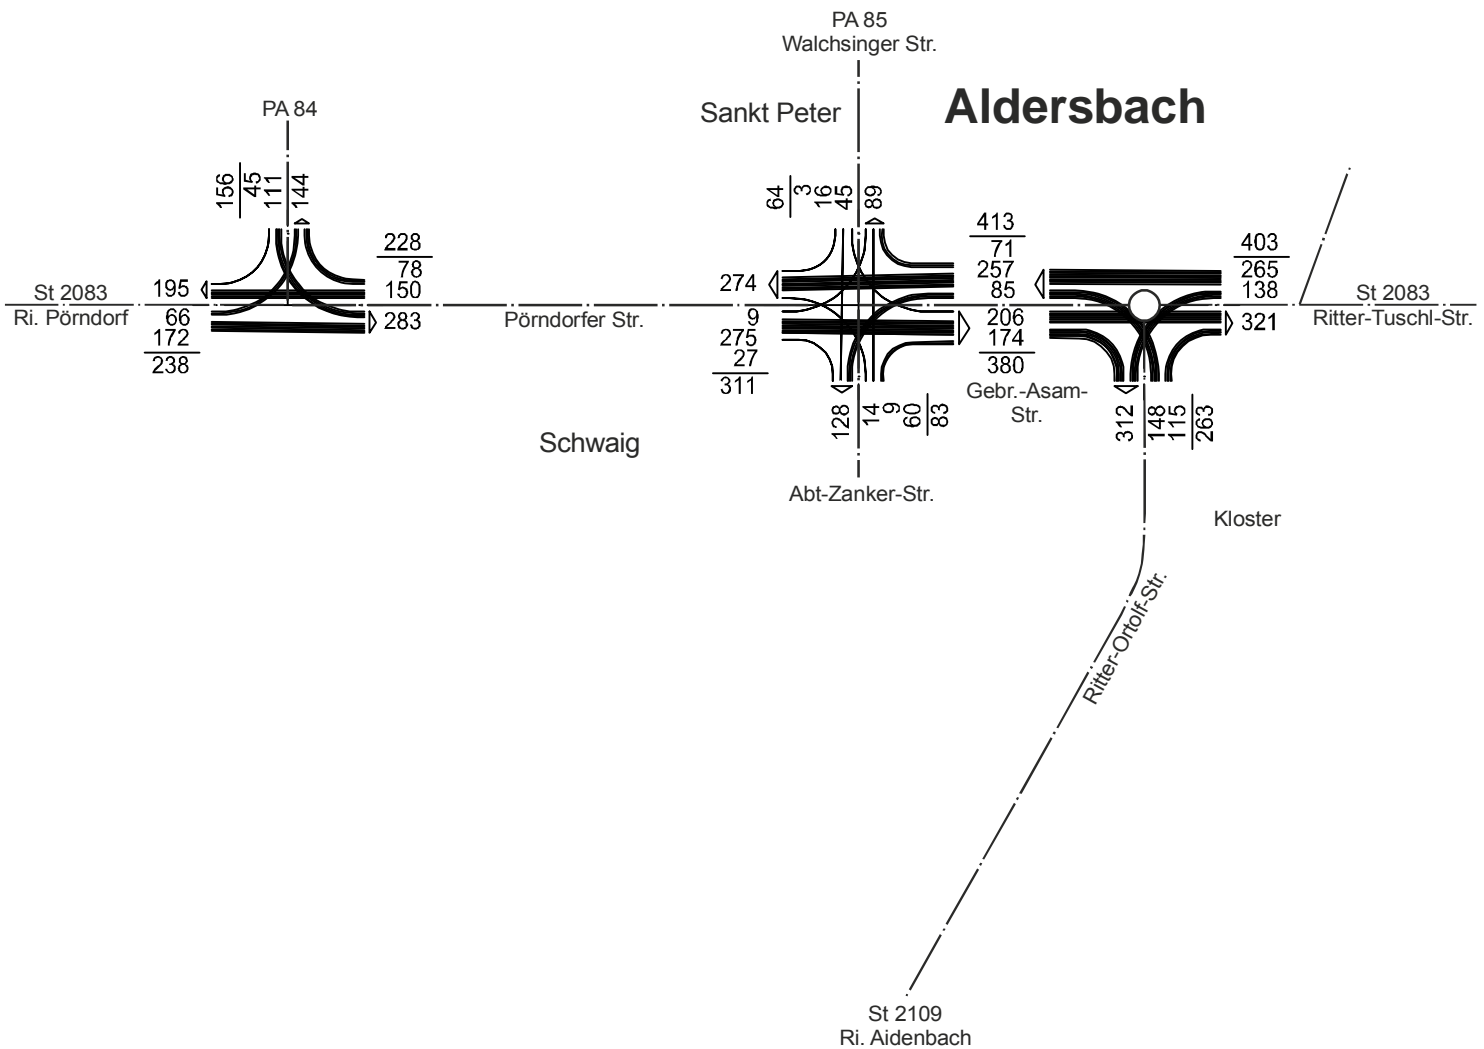 PA 85
Walchsinger Str.
Sankt Peter
Aldersbach
PA 84
156
45
111
144
228
78
150
195
66
172
238
283
St 2083
Ri. Pörndorf
Pörndorfer Str.
64
3
16
45
89
413
71
257
85
274
9
275
27
311
206
174
380
128
14
9
60
83
Gebr.-Asam-
Str.
403
265
138
321
312
148
115
263
St 2083
Ritter-Tuschl-Str.
Schwaig
Abt-Zanker-Str.
Kloster
Ritter-Ortolf-Str.
St 2109
Ri. Aidenbach